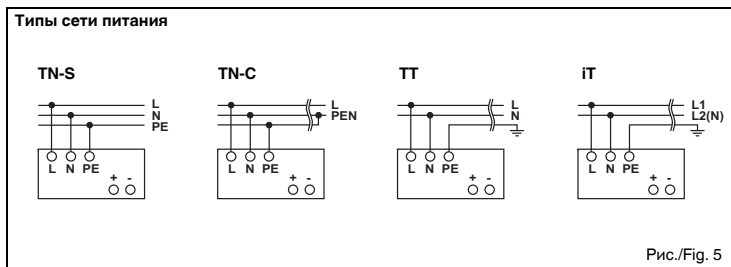 Типы сети питания
TN-S
L
N
PE
L N PE
+ -
TN-C
L
PEN
L N PE
+ -
TT
L
N
L N PE
+ -
iT
L1
L2(N)
L N PE
+ -
Рис./Fig. 5